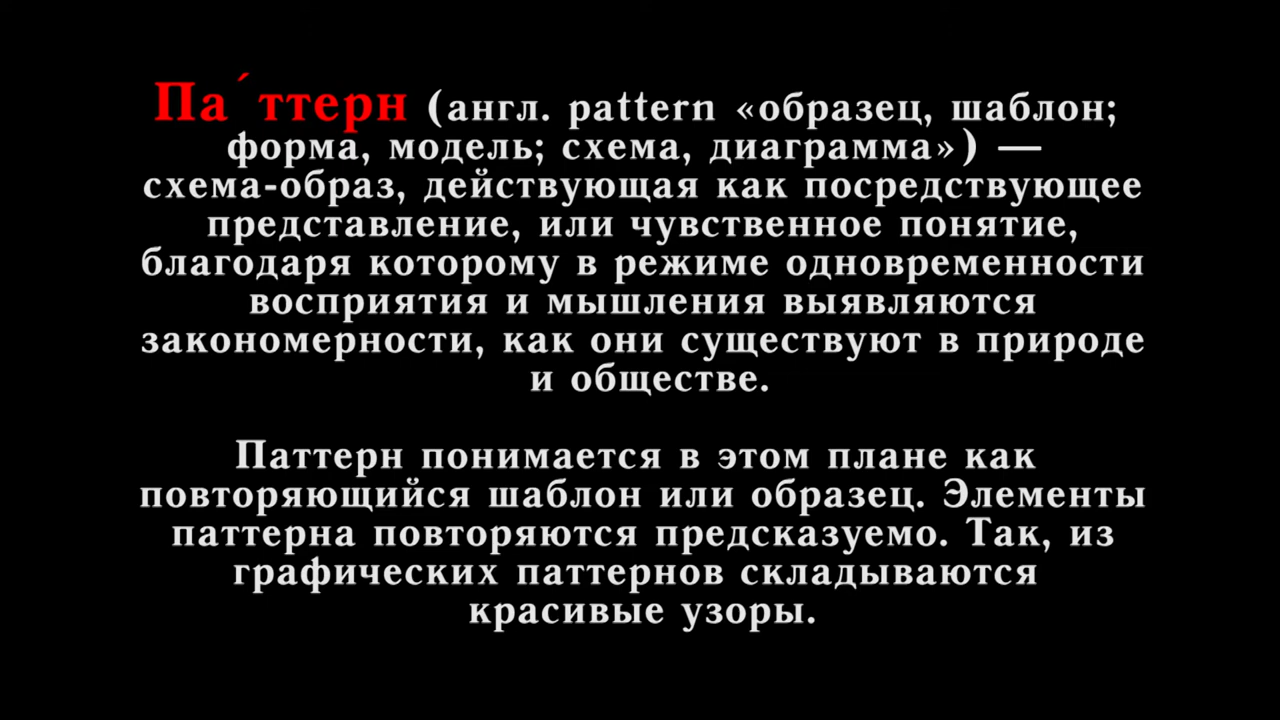 Па´ттерн (англ. pattern «образец, шаблон;
форма, модель; схема, диаграмма») —
схема-образ, действующая как посредствующее
представление, или чувственное понятие,
благодаря которому в режиме одновременности
восприятия и мышления выявляются
закономерности, как они существуют в природе
и обществе.
Паттерн понимается в этом плане как
повторяющийся шаблон или образец. Элементы
паттерна повторяются предсказуемо. Так, из
графических паттернов складываются
красивые узоры.